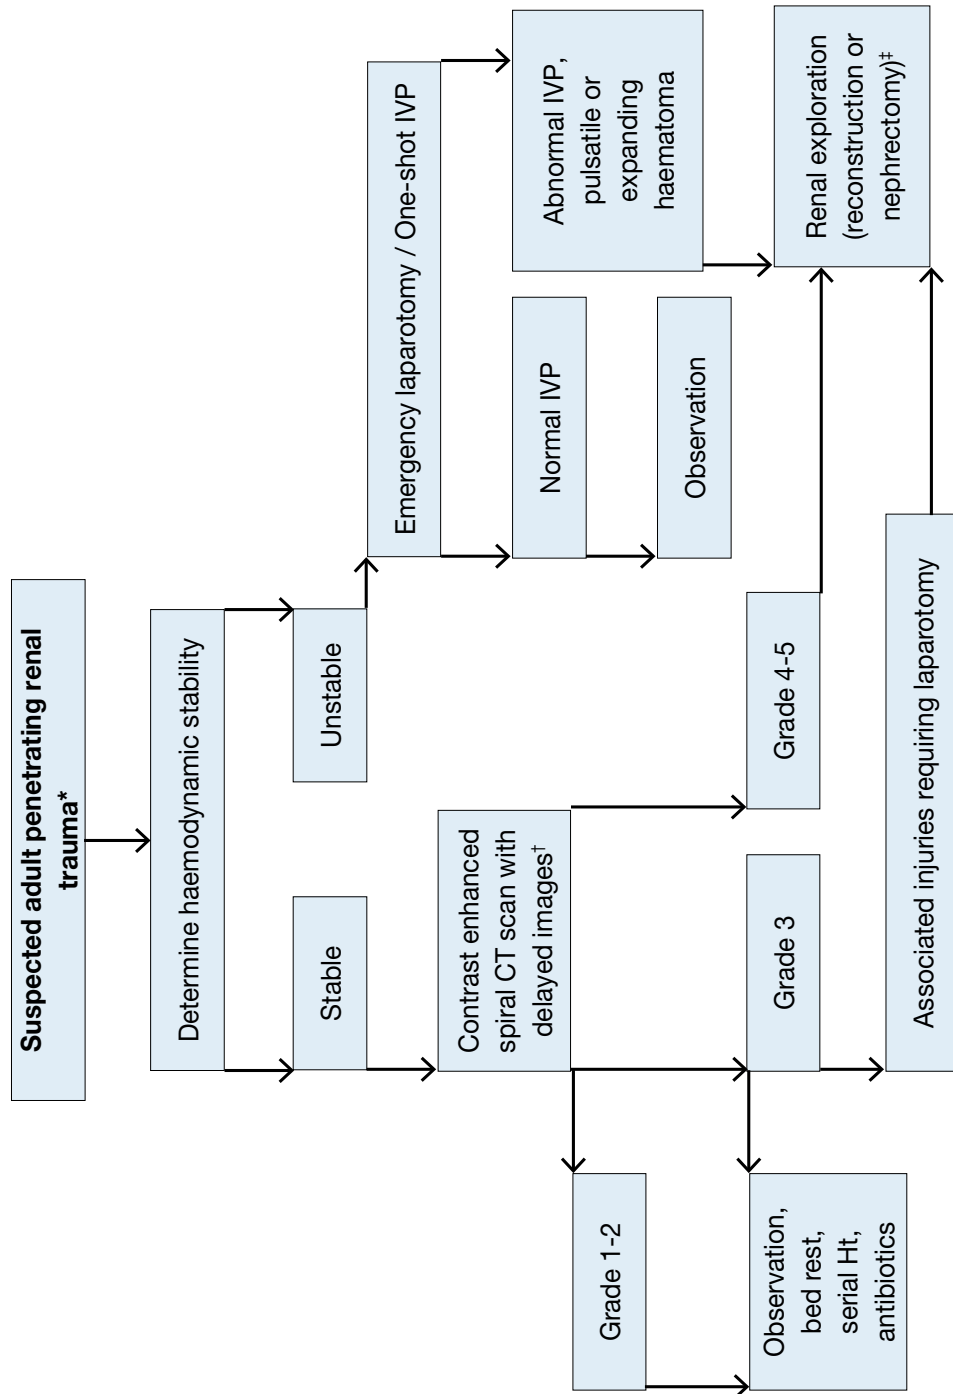 Suspected adult penetrating renal
trauma*
Determine haemodynamic stability
Stable
Unstable
Contrast enhanced
spiral CT scan with
delayed images†
Emergency laparotomy / One-shot IVP
Grade 1-2
Grade 3
Grade 4-5
Normal IVP
Abnormal IVP,
pulsatile or
expanding
haematoma
Observation,
bed rest,
serial Ht,
antibiotics
Associated injuries requiring laparotomy
Observation
Renal exploration
(reconstruction or
nephrectomy)‡